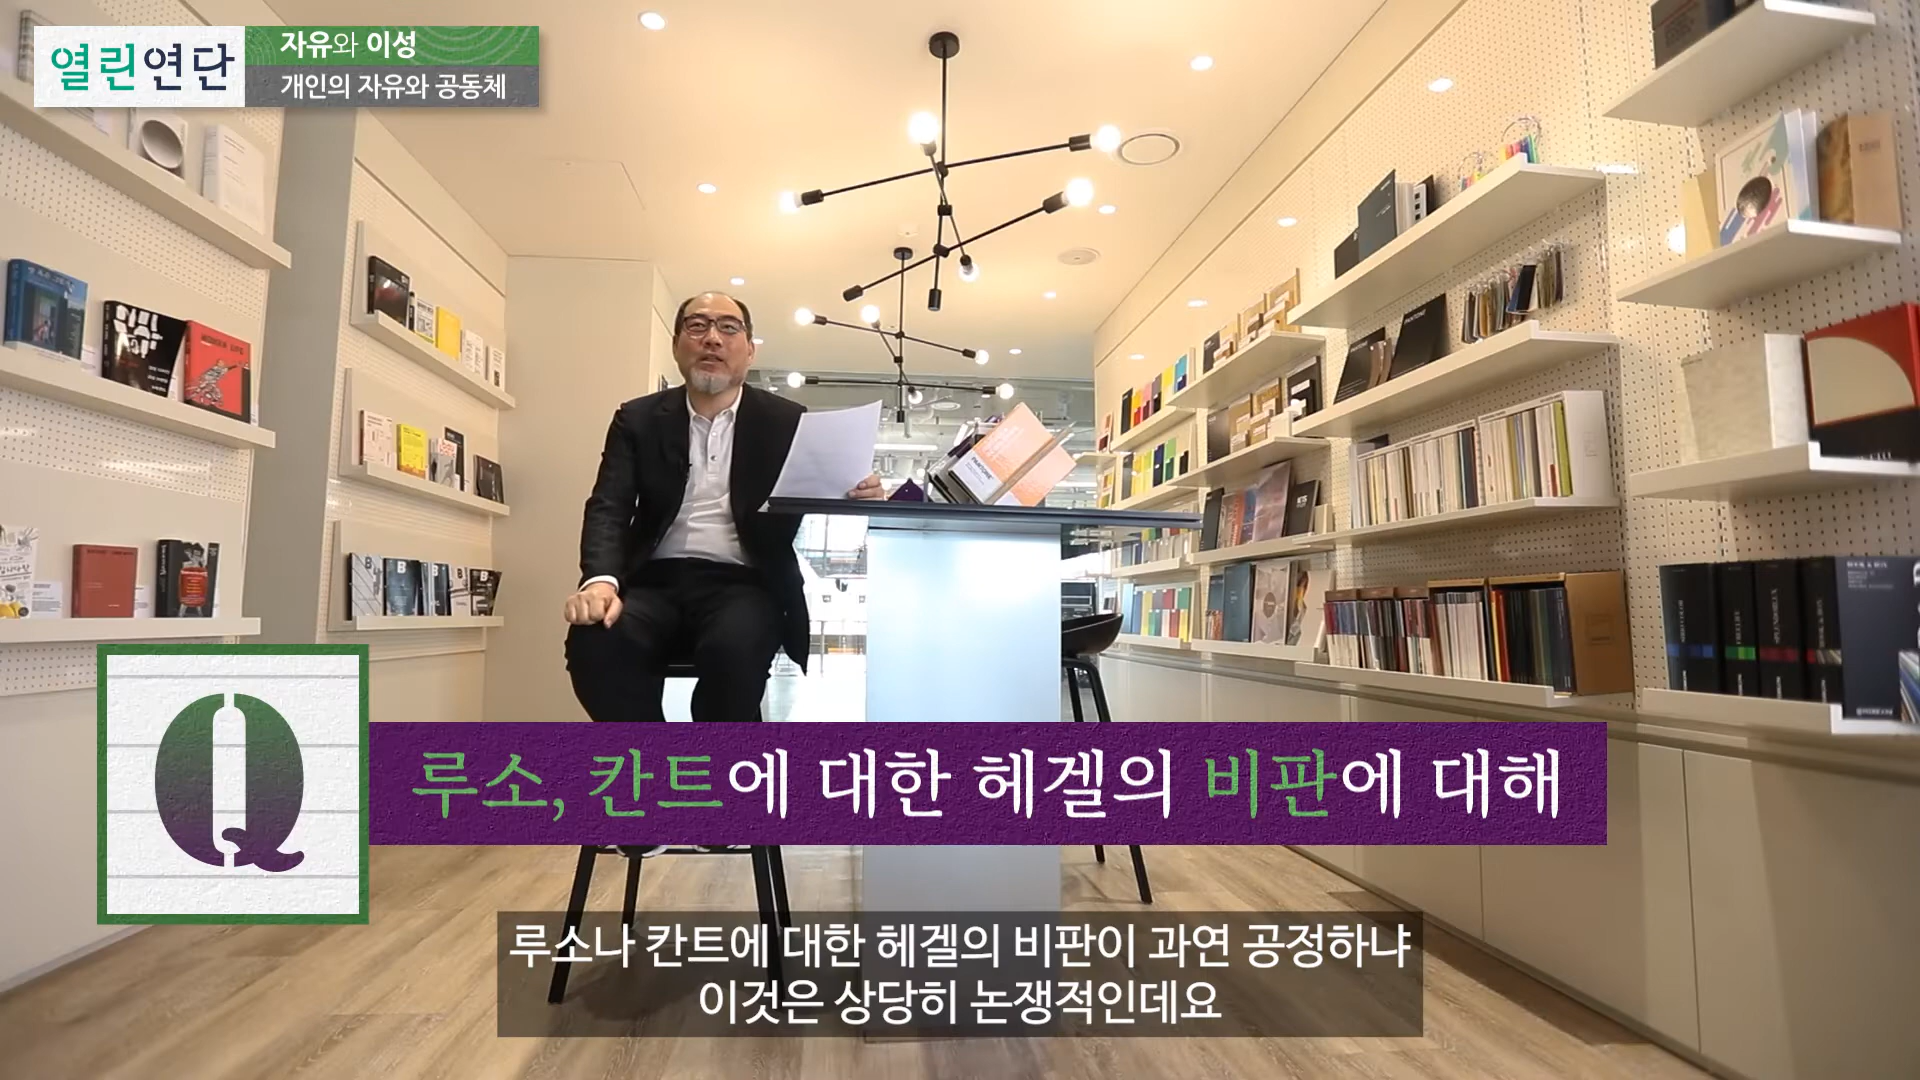 열린연단
자유와 이성
개인의 자유와 공동체
PANTONE
PANTONE
B
B
B
Q
루소, 칸트에 대한 헤겔의 비판에 대해
루소나 칸트에 대한 헤겔의 비판이 과연 공정하냐
이것은 상당히 논쟁적인데요